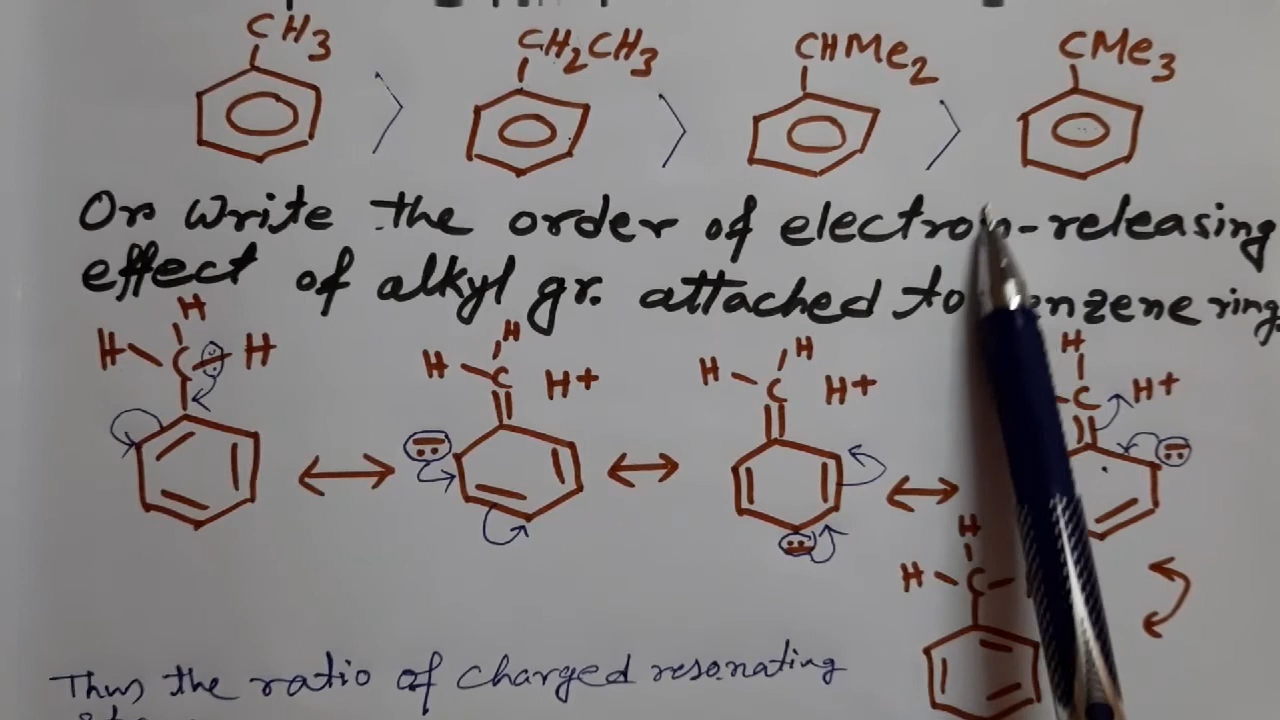 CH3 CH2CH3 CHMe2 CMe3
> > >
Or write the order of electron-releasing
effect of alkyl gr. attached to benzene ring
H H H H
H C H H C H+ H C H+ C H+
H
H C
Thus the ratio of charged resonating